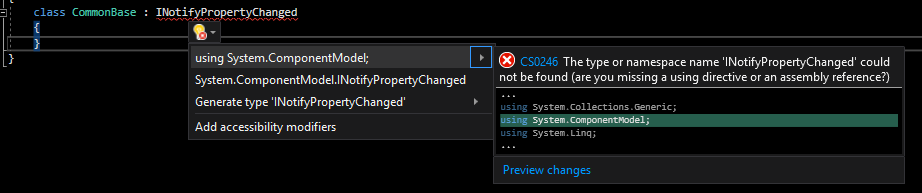 {
class CommonBase : INotifyPropertyChanged
{
}
}
using System.ComponentModel;
System.ComponentModel.INotifyPropertyChanged
Generate type 'INotifyPropertyChanged'
Add accessibility modifiers
CS0246 The type or namespace name 'INotifyPropertyChanged' could
not be found (are you missing a using directive or an assembly reference?)
...
using System.Collections.Generic;
using System.ComponentModel;
using System.Linq;
...
Preview changes